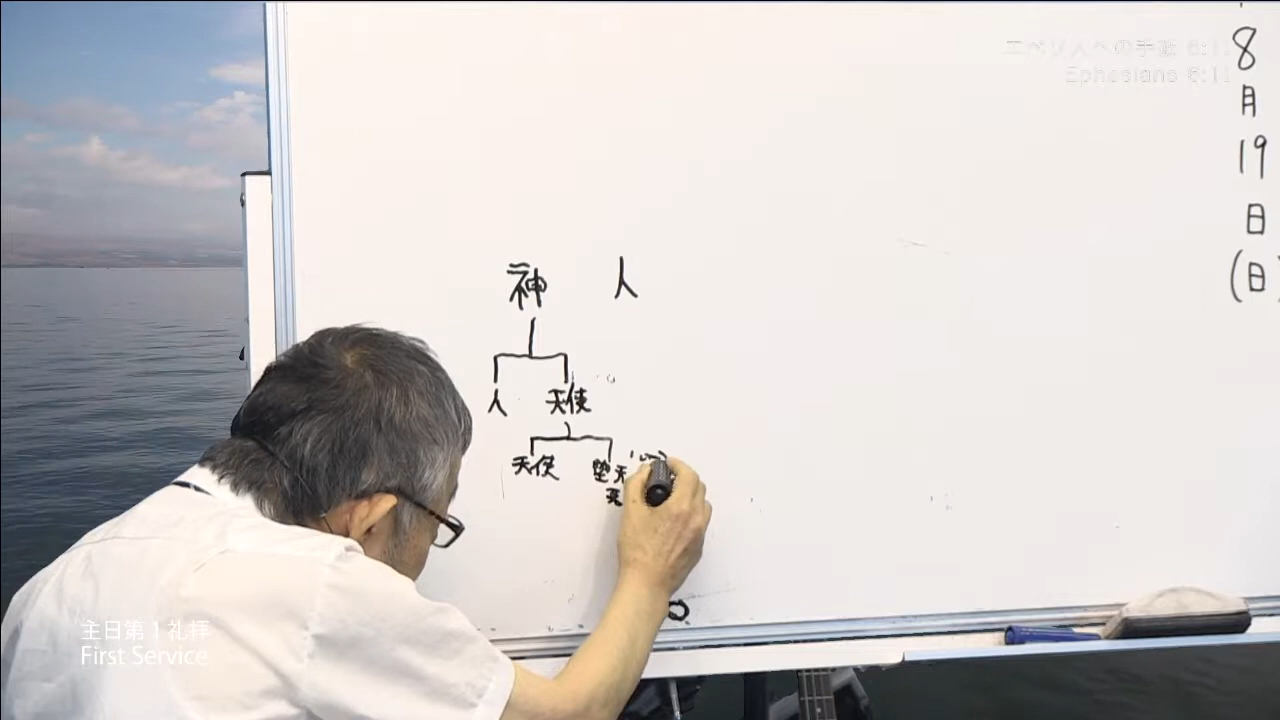 エペソ人への手紙 6:11
Ephesians 6:11
8
月
19
日
(日
神 人
人 天使
天使 堕天
主日第1礼拝
First Service